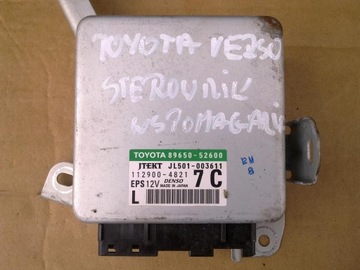 TOYOTA VERSO
STEROWNIK
WSPOMAGANIA
TOYOTA 89650-52600
JTEKT JL501-003611
112900-4821 7C
EPS12V DENSO MADE IN JAPAN
L